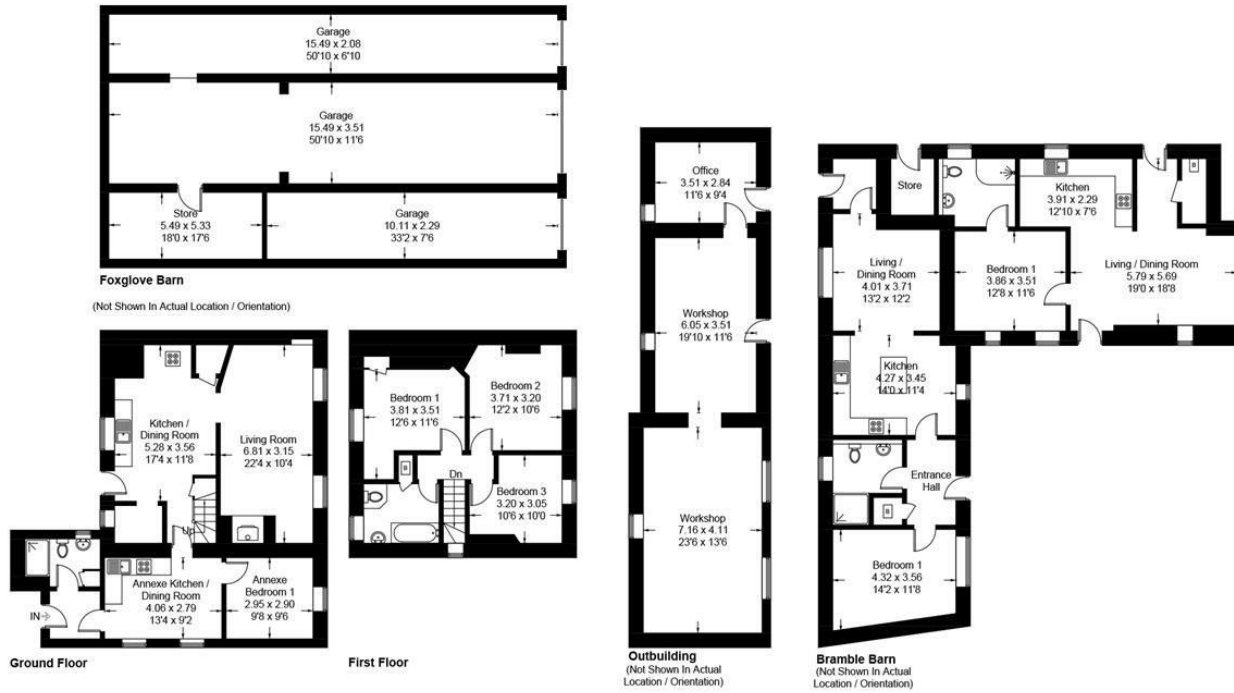 Garage
15.49 x 2.08
50'10 x 6'10
Garage
15.49 x 3.51
50'10 x 11'6
Store
5.49 x 5.33
18'0 x 17'6
Garage
10.11 x 2.29
33'2 x 7'6
Foxglove Barn
(Not Shown In Actual Location / Orientation)
Kitchen /
Dining Room
5.28 x 3.56
17'4 x 11'8
Living Room
6.81 x 3.15
22'4 x 10'4
Up
Annexe Kitchen /
Dining Room
4.06 x 2.79
13'4 x 9'2
Annexe
Bedroom 1
2.95 x 2.90
9'8 x 9'6
IN
Ground Floor
Bedroom 1
3.81 x 3.51
12'6 x 11'6
Bedroom 2
3.71 x 3.20
12'2 x 10'6
Dn
Bedroom 3
3.20 x 3.05
10'6 x 10'0
First Floor
Office
3.51 x 2.84
11'6 x 9'4
Workshop
6.05 x 3.51
19'10 x 11'6
Workshop
7.16 x 4.11
23'6 x 13'6
Outbuilding
(Not Shown In Actual
Location / Orientation)
Store
Kitchen
3.91 x 2.29
12'10 x 7'6
Living /
Dining Room
4.01 x 3.71
13'2 x 12'2
Bedroom 1
3.86 x 3.51
12'8 x 11'6
Living / Dining Room
5.79 x 5.69
19'0 x 18'8
Kitchen
4.27 x 3.45
14'0 x 11'4
Entrance
Hall
Bedroom 1
4.32 x 3.56
14'2 x 11'8
Bramble Barn
(Not Shown In Actual
Location / Orientation)